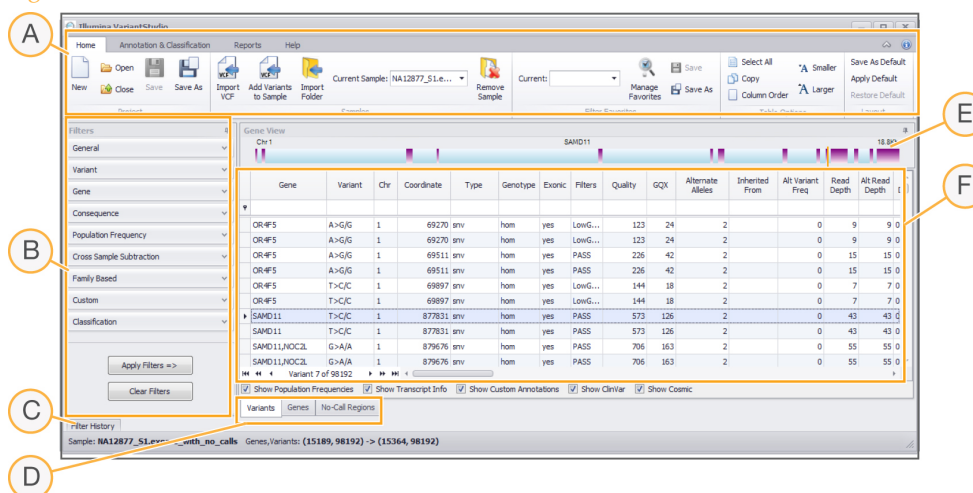 Illumina VariantStudio
A
Home Annotation & Classification Reports Help
New Open Close Save Save As Import VCF Add Variants to Sample Import Folder Current Sample: NA12877_S1.e... Remove Sample Current: Manage Favorites Save Save As Select All Copy Column Order Smaller Larger Save As Default Apply Default Restore Default
Project Samples Filter Favorites Table Options Layout
E
Filters
General
Variant
Gene
Consequence
Population Frequency
Cross Sample Subtraction
Family Based
Custom
Classification
Apply Filters =>
Clear Filters
B
Gene View
Chr 1 SAMD11
F
Gene Variant Chr Coordinate Type Genotype Exonic Filters Quality GQX Alternate Alleles Inherited From Alt Variant Freq Read Depth Alt Read Depth
OR4F5 A>G/G 1 69270 snv hom yes LowG... 123 24 2 0 9 9 0
OR4F5 A>G/G 1 69270 snv hom yes LowG... 123 24 2 0 9 9 0
OR4F5 A>G/G 1 69511 snv hom yes PASS 226 42 2 0 15 15 0
OR4F5 A>G/G 1 69511 snv hom yes PASS 226 42 2 0 15 15 0
OR4F5 T>C/C 1 69897 snv hom yes LowG... 144 18 2 0 7 7 0
OR4F5 T>C/C 1 69897 snv hom yes LowG... 144 18 2 0 7 7 0
SAMD11 T>C/C 1 877831 snv hom yes PASS 573 126 2 0 43 43 0
SAMD11 T>C/C 1 877831 snv hom yes PASS 573 126 2 0 43 43 0
SAMD11,NOC2L G>A/A 1 879676 snv hom yes PASS 706 163 2 0 55 55 0
SAMD11,NOC2L G>A/A 1 879676 snv hom yes PASS 706 163 2 0 55 55 0
Variant 7 of 98192
Show Population Frequencies Show Transcript Info Show Custom Annotations Show ClinVar Show Cosmic
Variants Genes No-Call Regions
C
Filter History
Sample: NA12877_S1 with_no_calls Genes,Variants: (15189, 98192) -> (15364, 98192)
D